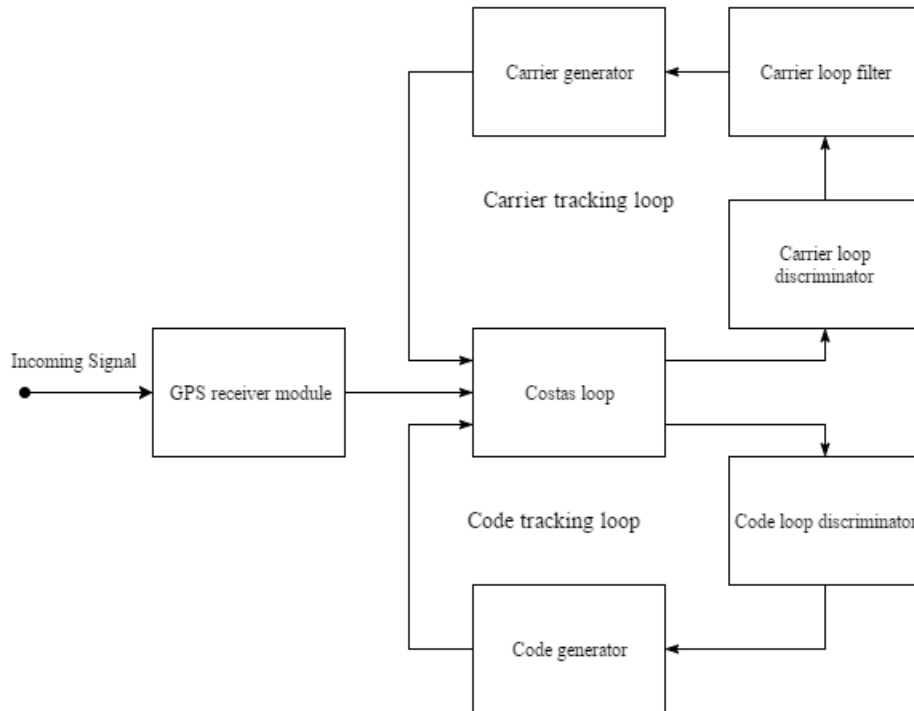 Carrier generator
Carrier loop filter
Carrier tracking loop
Carrier loop
discriminator
Incoming Signal
GPS receiver module
Costas loop
Code tracking loop
Code loop discriminator
Code generator